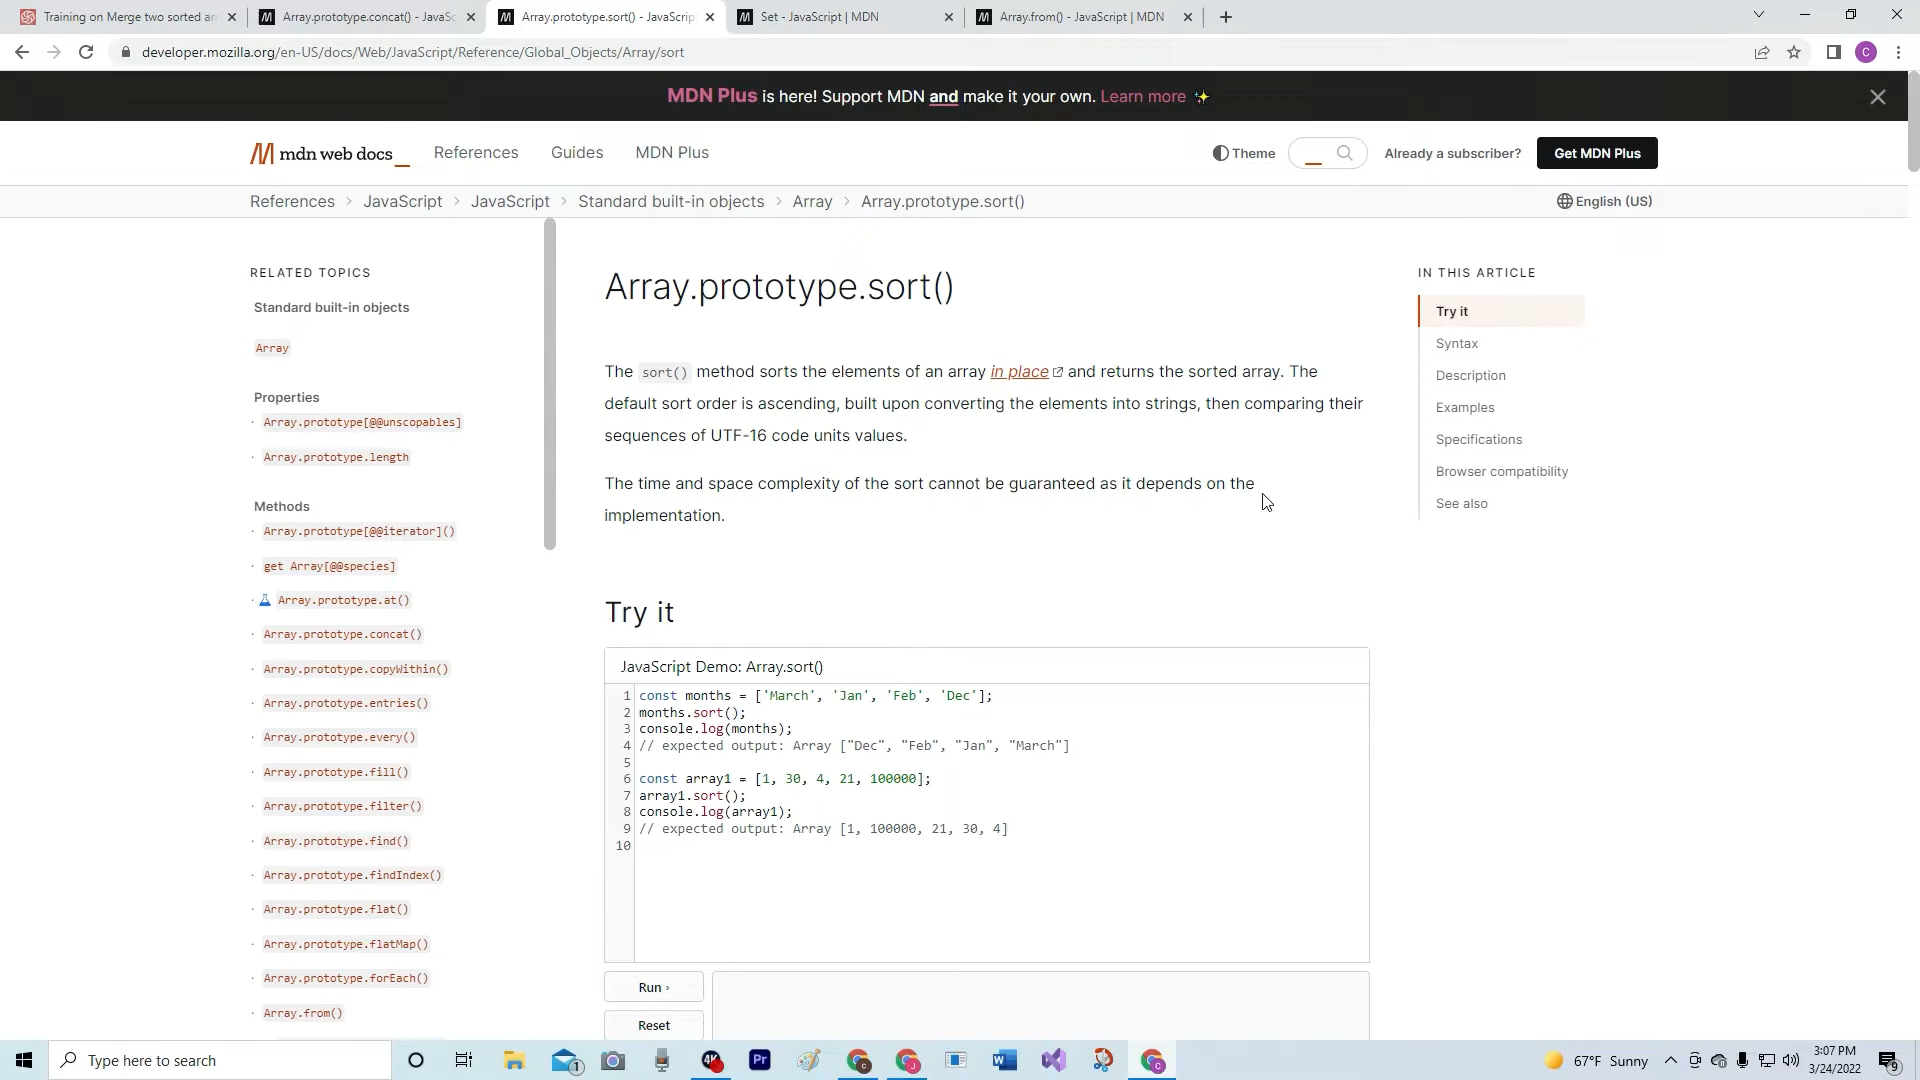 Training on Merge two sorted ar
Array.prototype.concat() - JavaSc
Array.prototype.sort() - JavaScrip
Set - JavaScript | MDN
Array.from() - JavaScript | MDN
developer.mozilla.org/en-US/docs/Web/JavaScript/Reference/Global_Objects/Array/sort
C
MDN Plus is here! Support MDN and make it your own. Learn more ✨
mdn web docs_
References
Guides
MDN Plus
Theme
Already a subscriber?
Get MDN Plus
References > JavaScript > JavaScript > Standard built-in objects > Array > Array.prototype.sort()
English (US)
RELATED TOPICS
Standard built-in objects
Array
Properties
Array.prototype[@@unscopables]
Array.prototype.length
Methods
Array.prototype[@@iterator]()
get Array[@@species]
Array.prototype.at()
Array.prototype.concat()
Array.prototype.copyWithin()
Array.prototype.entries()
Array.prototype.every()
Array.prototype.fill()
Array.prototype.filter()
Array.prototype.find()
Array.prototype.findIndex()
Array.prototype.flat()
Array.prototype.flatMap()
Array.prototype.forEach()
Array.from()
Array.prototype.sort()
The sort() method sorts the elements of an array in place and returns the sorted array. The
default sort order is ascending, built upon converting the elements into strings, then comparing their
sequences of UTF-16 code units values.
The time and space complexity of the sort cannot be guaranteed as it depends on the
implementation.
Try it
JavaScript Demo: Array.sort()
1 const months = ['March', 'Jan', 'Feb', 'Dec'];
2 months.sort();
3 console.log(months);
4 // expected output: Array ["Dec", "Feb", "Jan", "March"]
5
6 const array1 = [1, 30, 4, 21, 100000];
7 array1.sort();
8 console.log(array1);
9 // expected output: Array [1, 100000, 21, 30, 4]
10
Run ›
Reset
IN THIS ARTICLE
Try it
Syntax
Description
Examples
Specifications
Browser compatibility
See also
Type here to search
1
4K
Pr
67°F Sunny
3:07 PM
3/24/2022
9